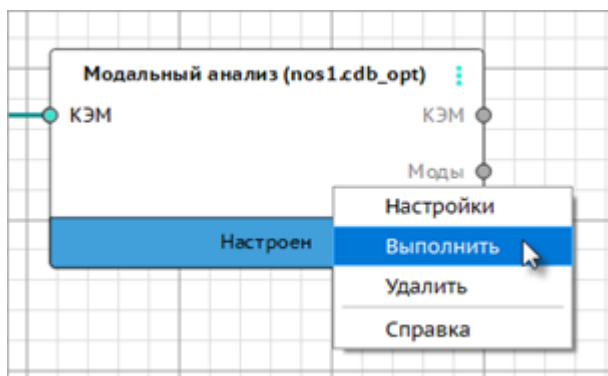 Модальный анализ (nos1.cdb_opt)
КЭМ КЭМ
Моды
Настроен
Настройки
Выполнить
Удалить
Справка